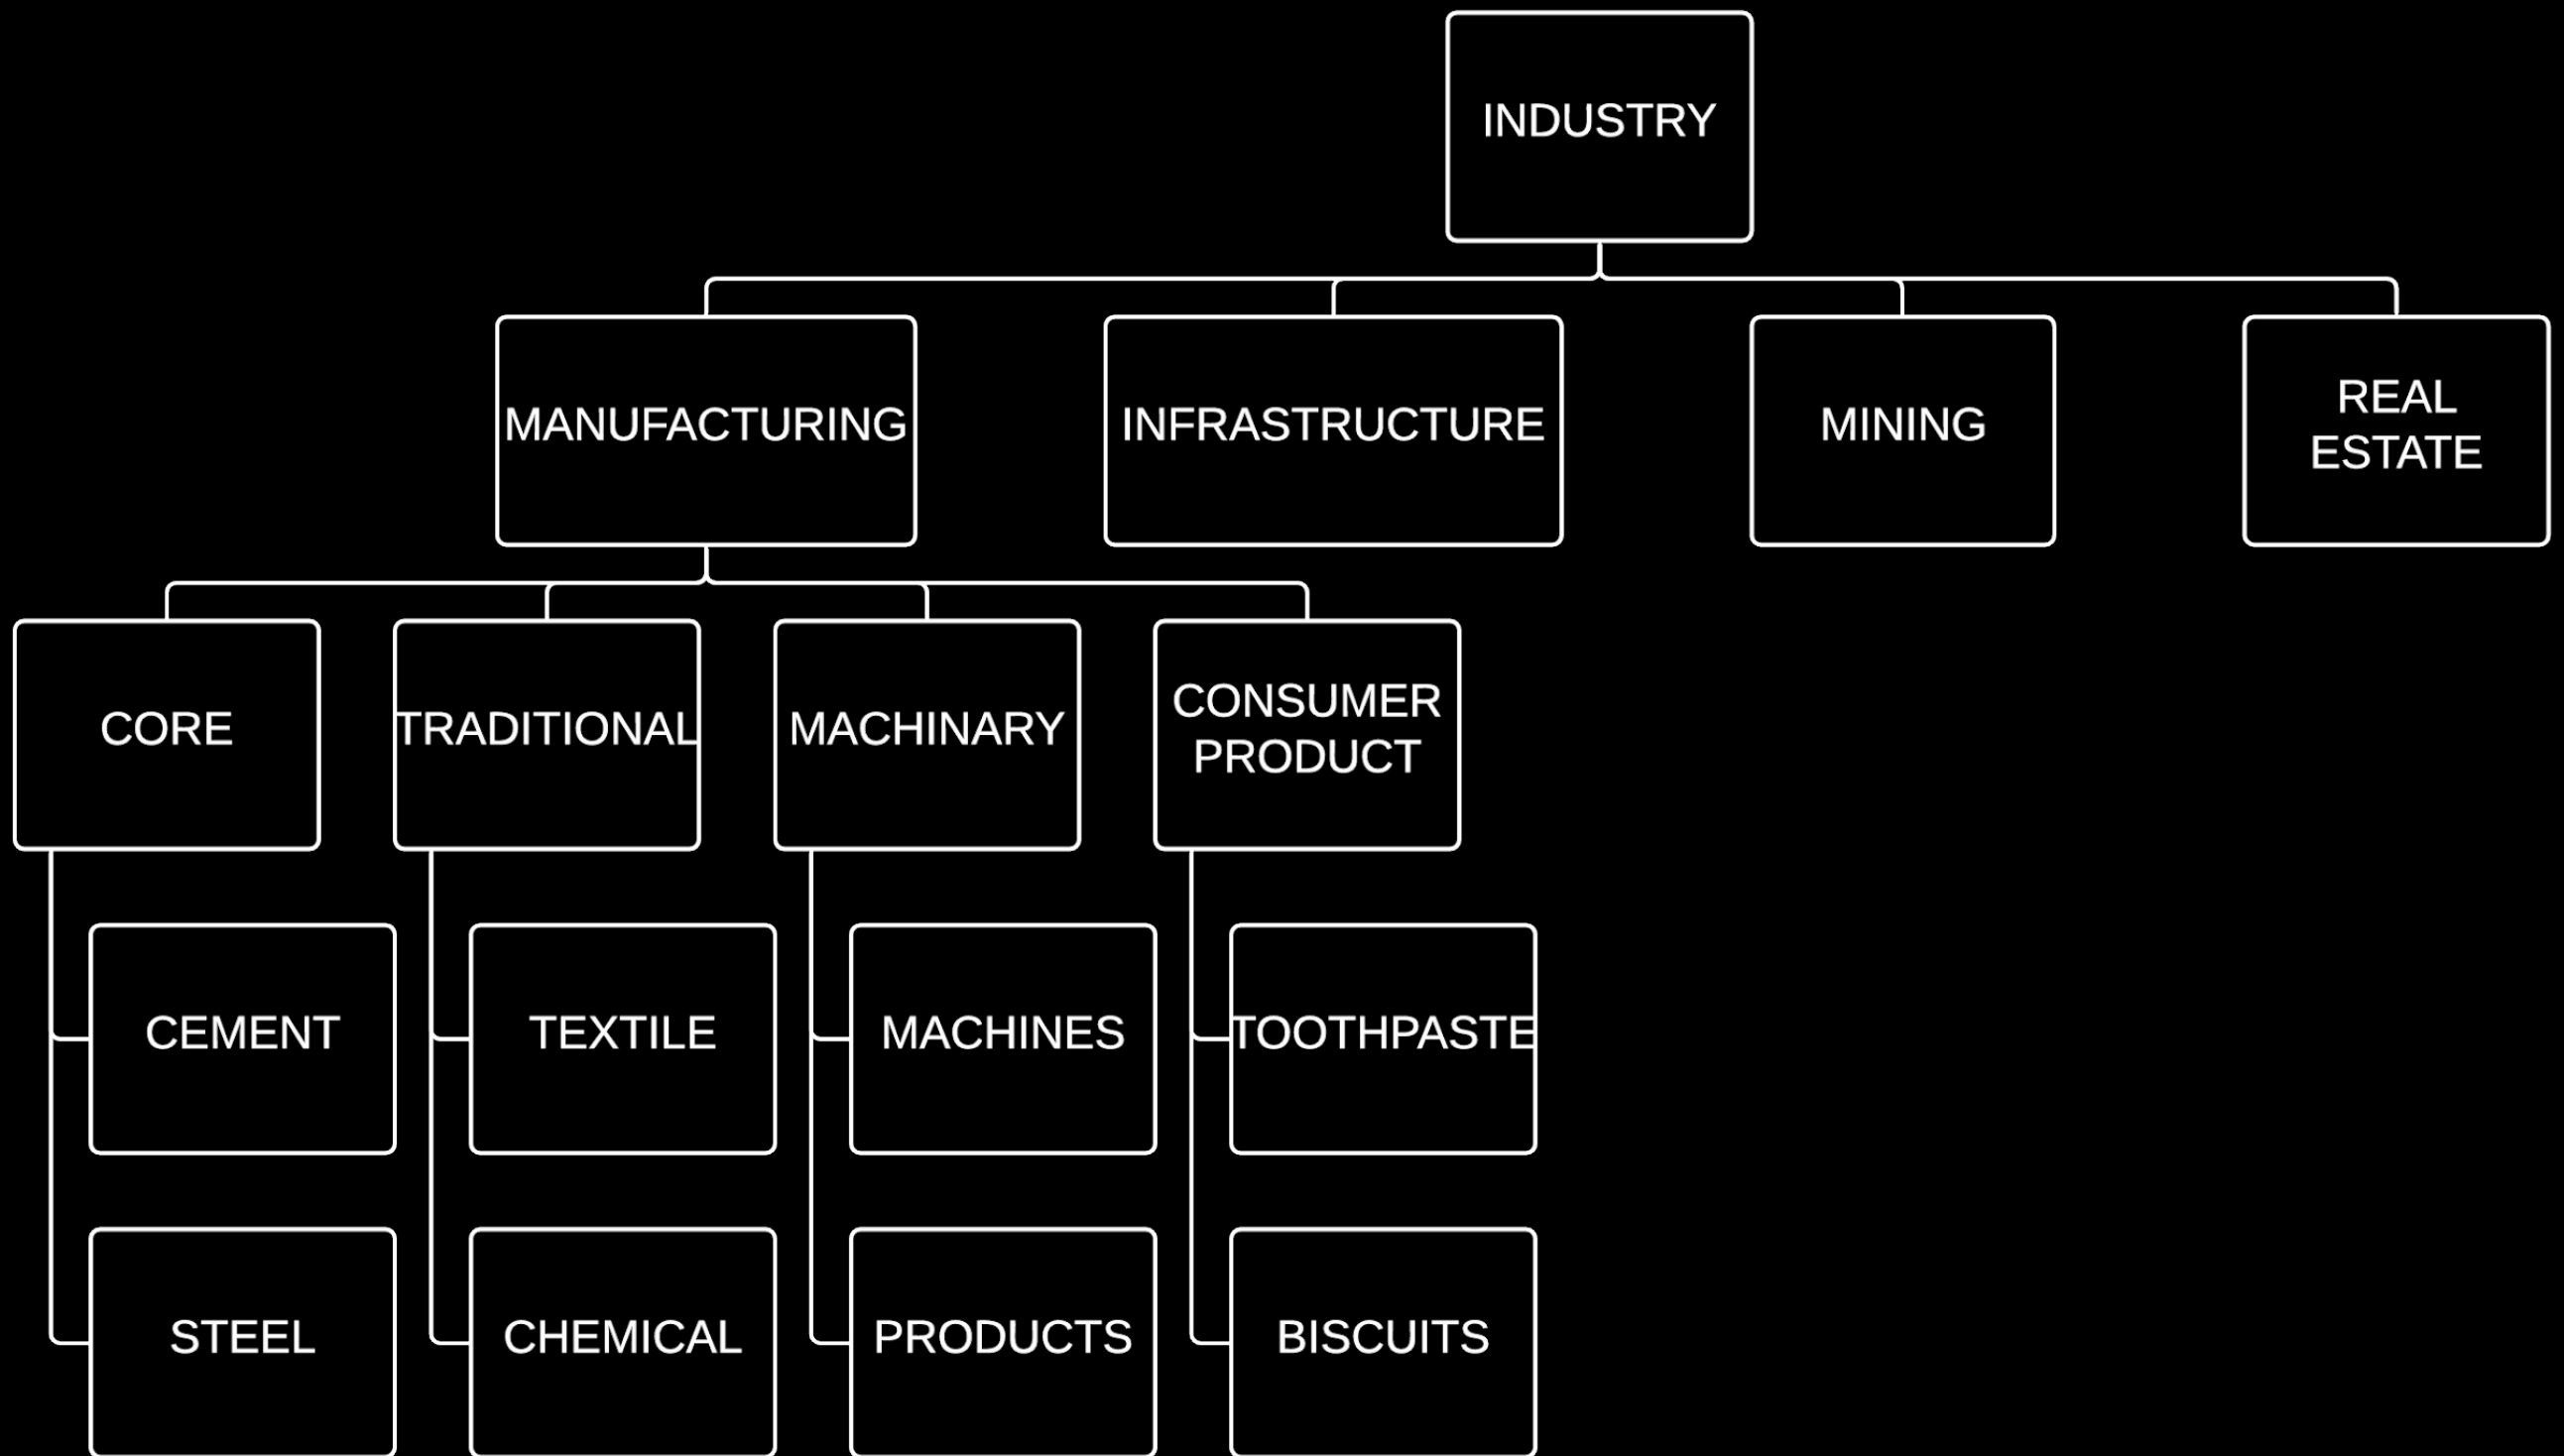 INDUSTRY
MANUFACTURING
INFRASTRUCTURE
MINING
REAL
ESTATE
CORE
TRADITIONAL
MACHINARY
CONSUMER
PRODUCT
CEMENT
TEXTILE
MACHINES
TOOTHPASTE
STEEL
CHEMICAL
PRODUCTS
BISCUITS